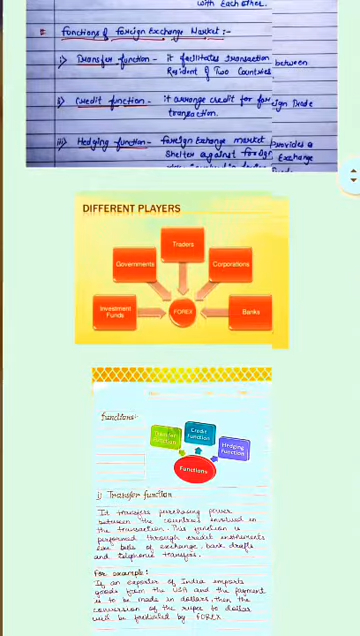 with Each other.
Functions of foreign Exchange Market :-
i) Transfer function - it facilitates transaction between
Resident of Two Countries
ii) Credit function - it arrange credit for foreign Trade
transaction.
iii) Hedging function - foreign Exhange market provides a
Shelter against foreign Exchange
DIFFERENT PLAYERS
Traders
Governments
Corporations
Investment
Funds
FOREX
Banks
functions:
Transfer
function
Credit
function
Hedging
function
Functions
i) Transfer function
It transfers purchasing power
between the countries involved in
the transaction. This function is
performed through credit instruments
like bills of exchange, bank drafts
and telephonic transfers.
For example:
If an exporter of India imports
goods from the USA and the payment
is to be made in dollars, then the
conversion of the rupee to dollar
will be facilitated by FOREX